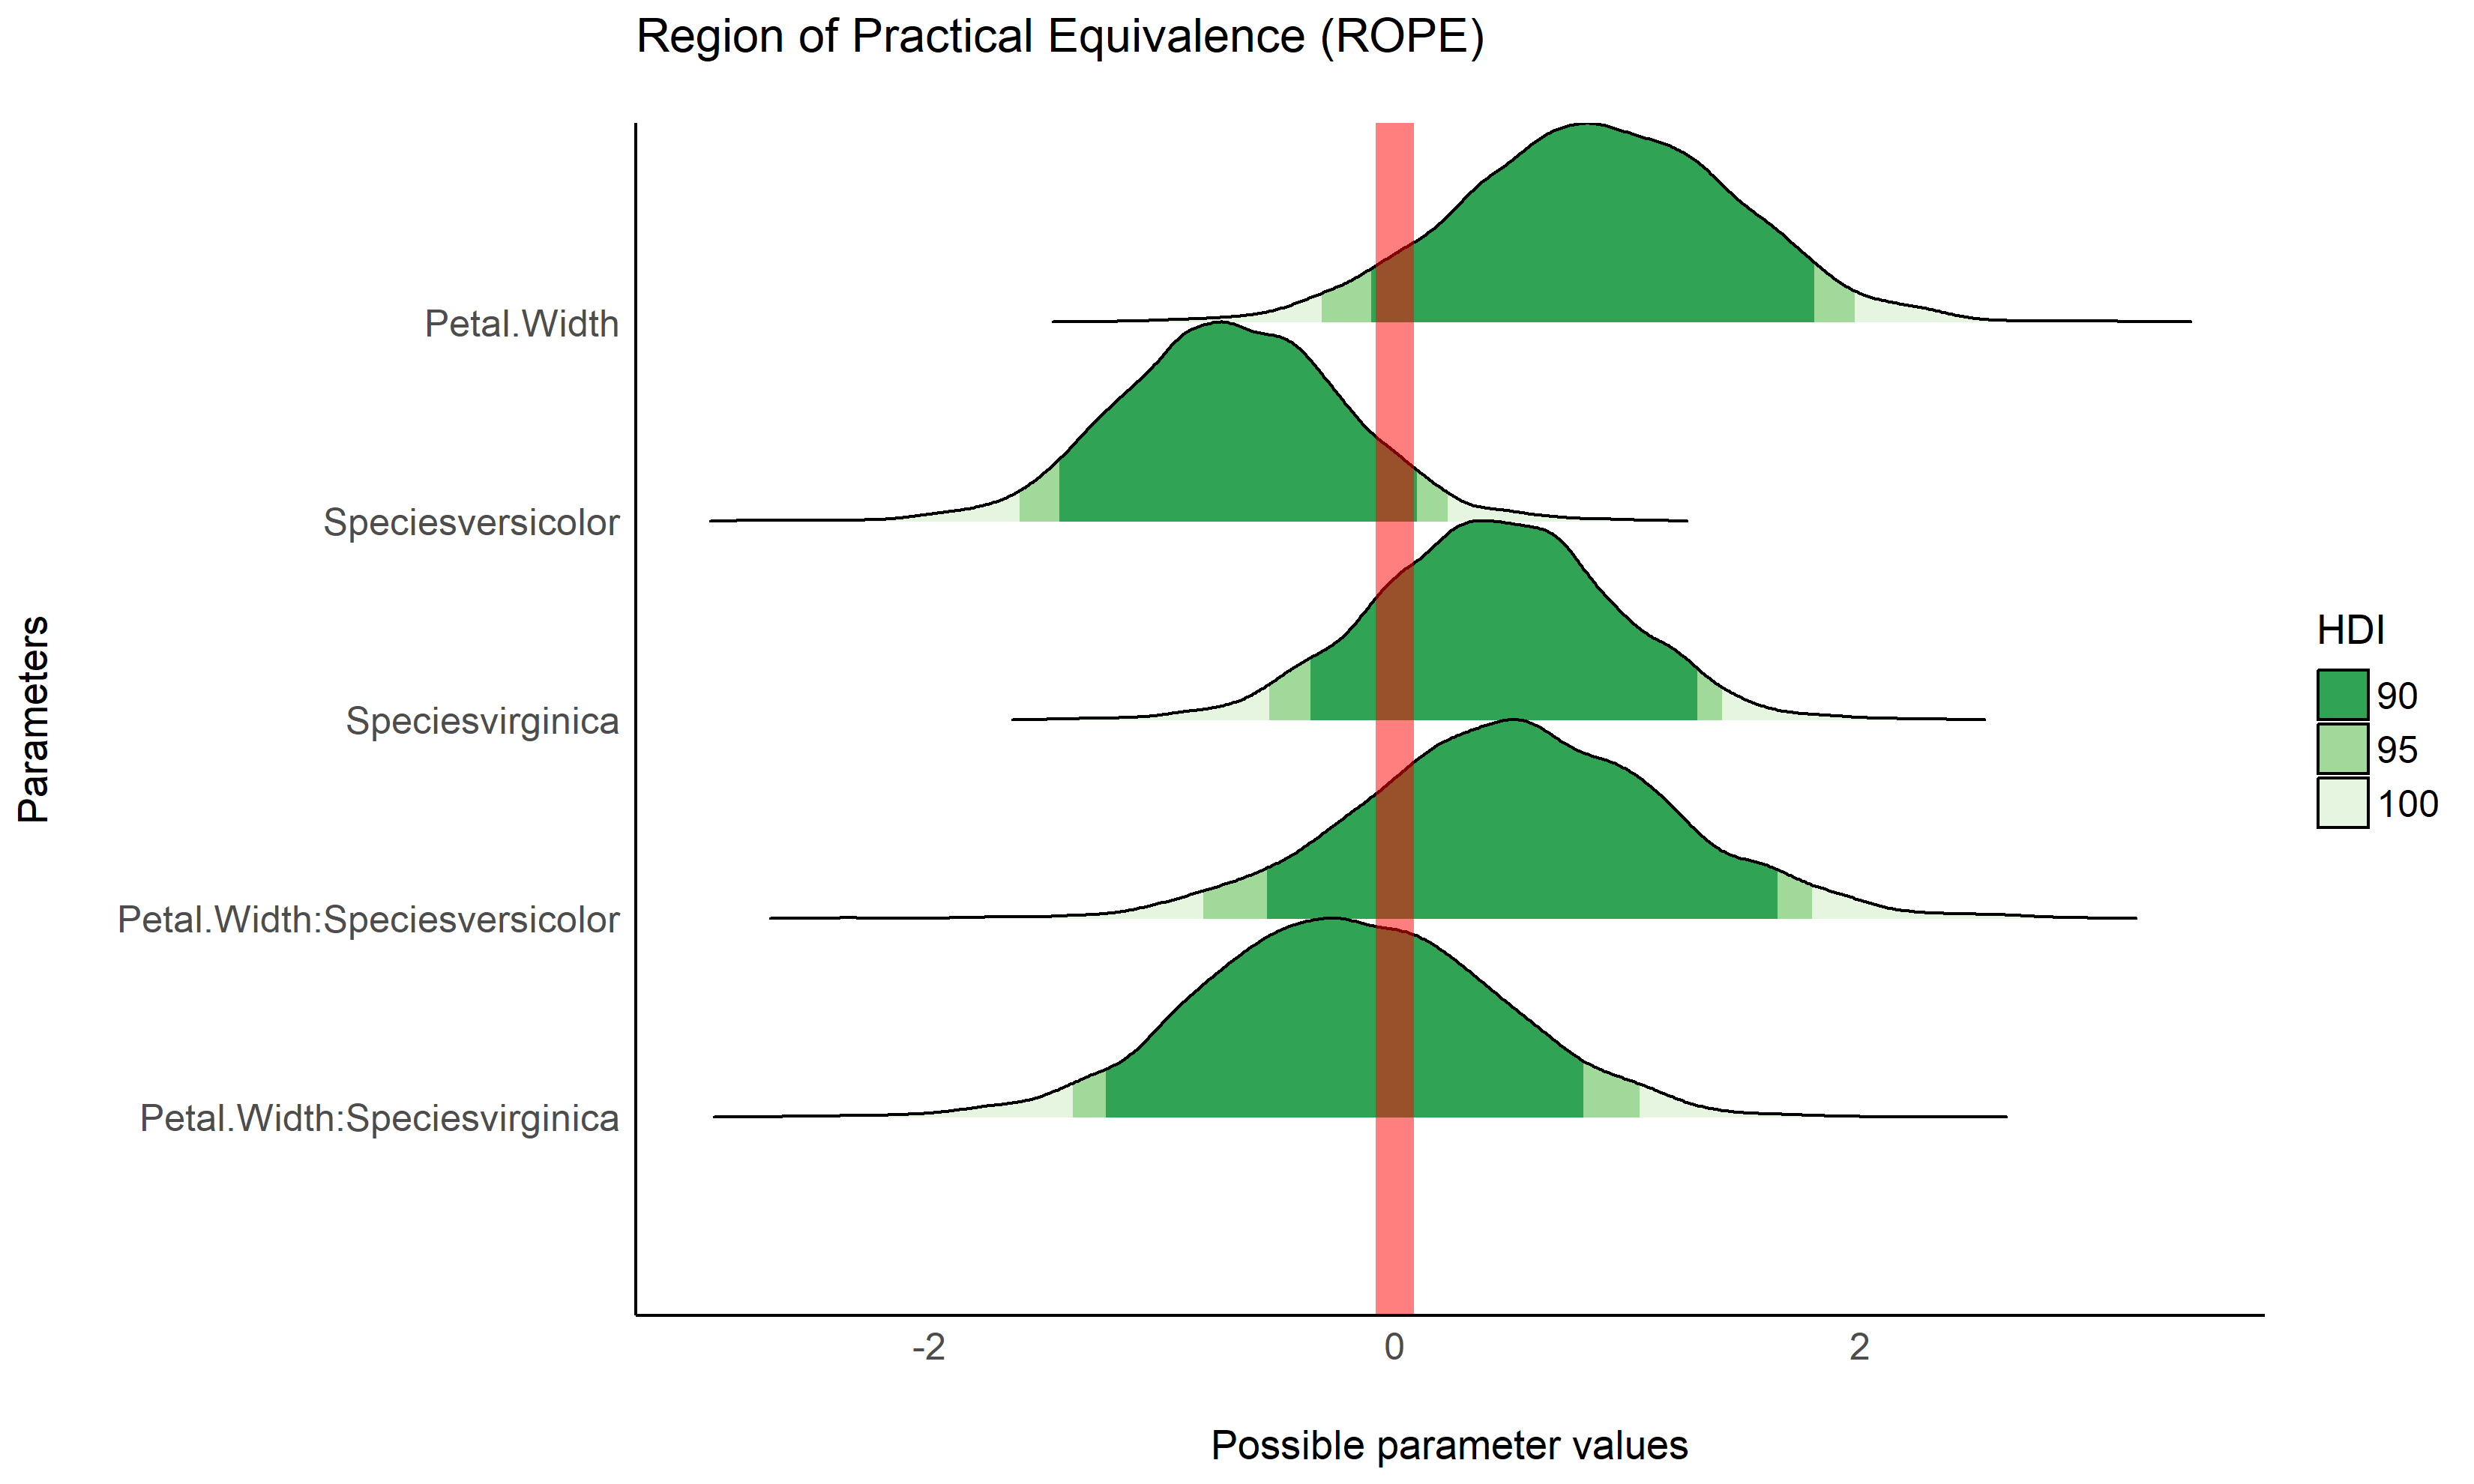 Region of Practical Equivalence (ROPE)
Parameters
Petal.Width
Speciesversicolor
Speciesvirginica
Petal.Width:Speciesversicolor
Petal.Width:Speciesvirginica
-2 0 2
Possible parameter values
HDI
90
95
100